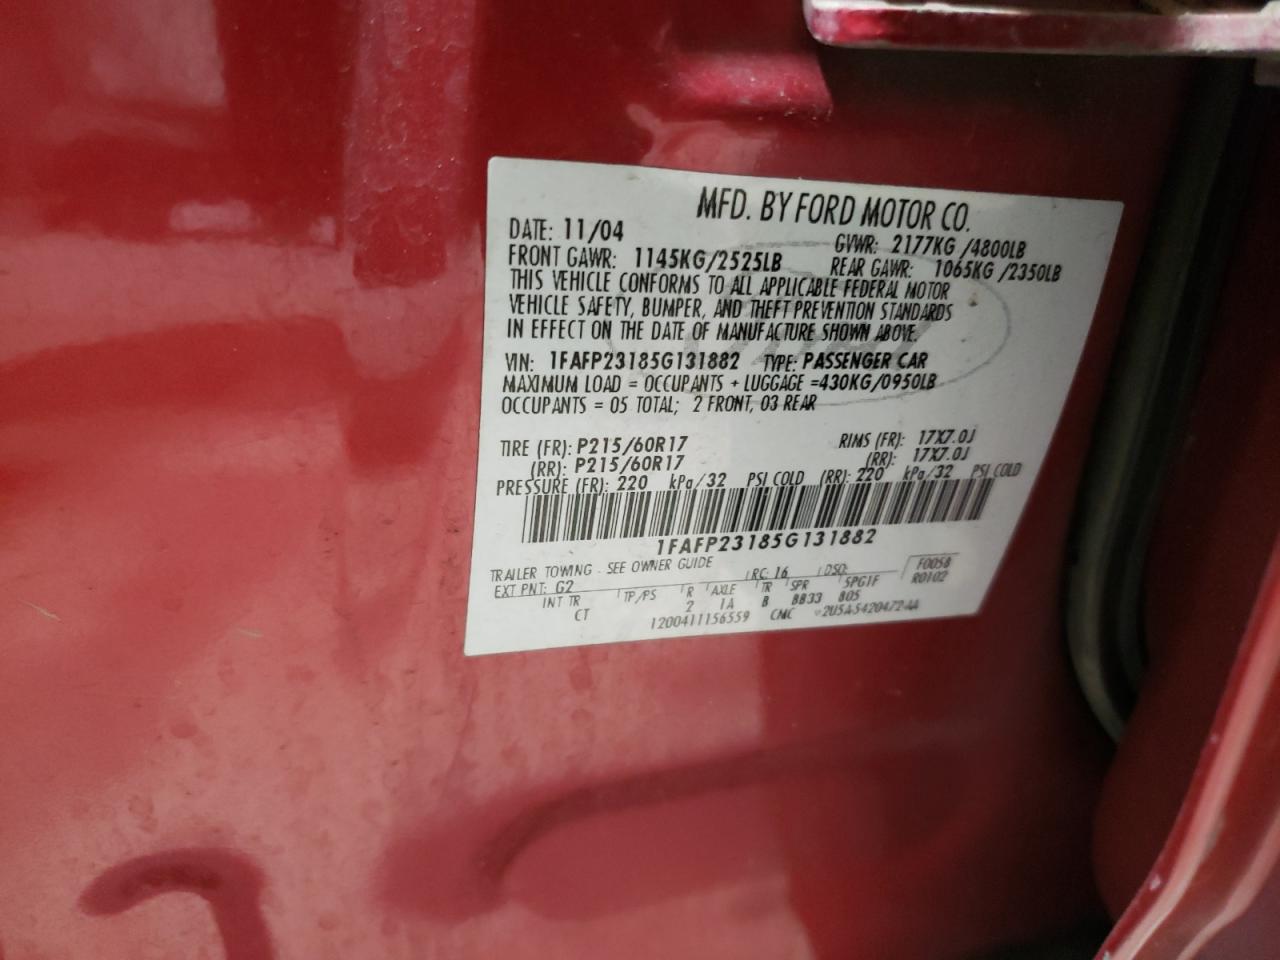 MFD. BY FORD MOTOR CO.
DATE: 11/04 GVWR: 2177KG /4800LB
FRONT GAWR: 1145KG/2525LB REAR GAWR: 1065KG /2350LB
THIS VEHICLE CONFORMS TO ALL APPLICABLE FEDERAL MOTOR
VEHICLE SAFETY, BUMPER, AND THEFT PREVENTION STANDARDS
IN EFFECT ON THE DATE OF MANUFACTURE SHOWN ABOVE.
VIN: 1FAFP23185G131882 TYPE: PASSENGER CAR
MAXIMUM LOAD = OCCUPANTS + LUGGAGE =430KG/0950LB
OCCUPANTS = 05 TOTAL; 2 FRONT, 03 REAR
TIRE (FR): P215/60R17 RIMS (FR): 17X7.0J
(RR): P215/60R17 (RR): 17X7.0J
PRESSURE (FR): 220 kPa/32 PSI COLD (RR): 220 kPa/32 PSI COLD
1FAFP23185G131882
TRAILER TOWING - SEE OWNER GUIDE
EXT PNT: G2 RC: 16 DSO: F0058
INT TR TP/PS R AXLE TR SPR SPGIF R0102
CT 2 1A B 8833 805
1200411156559 CMC 2U5A-5420472-AA